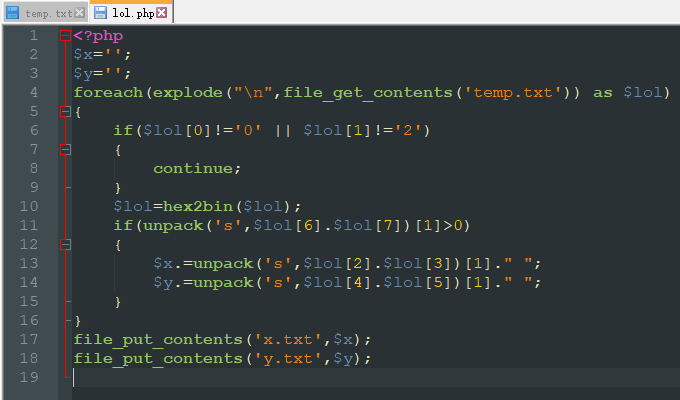 temp.txt lol.php
1 <?php
2 $x='';
3 $y='';
4 foreach(explode("\n",file_get_contents('temp.txt')) as $lol)
5 {
6     if($lol[0]!='0' || $lol[1]!='2')
7     {
8         continue;
9     }
10     $lol=hex2bin($lol);
11     if(unpack('s',$lol[6].$lol[7])[1]>0)
12     {
13         $x.=unpack('s',$lol[2].$lol[3])[1]." ";
14         $y.=unpack('s',$lol[4].$lol[5])[1]." ";
15     }
16 }
17 file_put_contents('x.txt',$x);
18 file_put_contents('y.txt',$y);
19